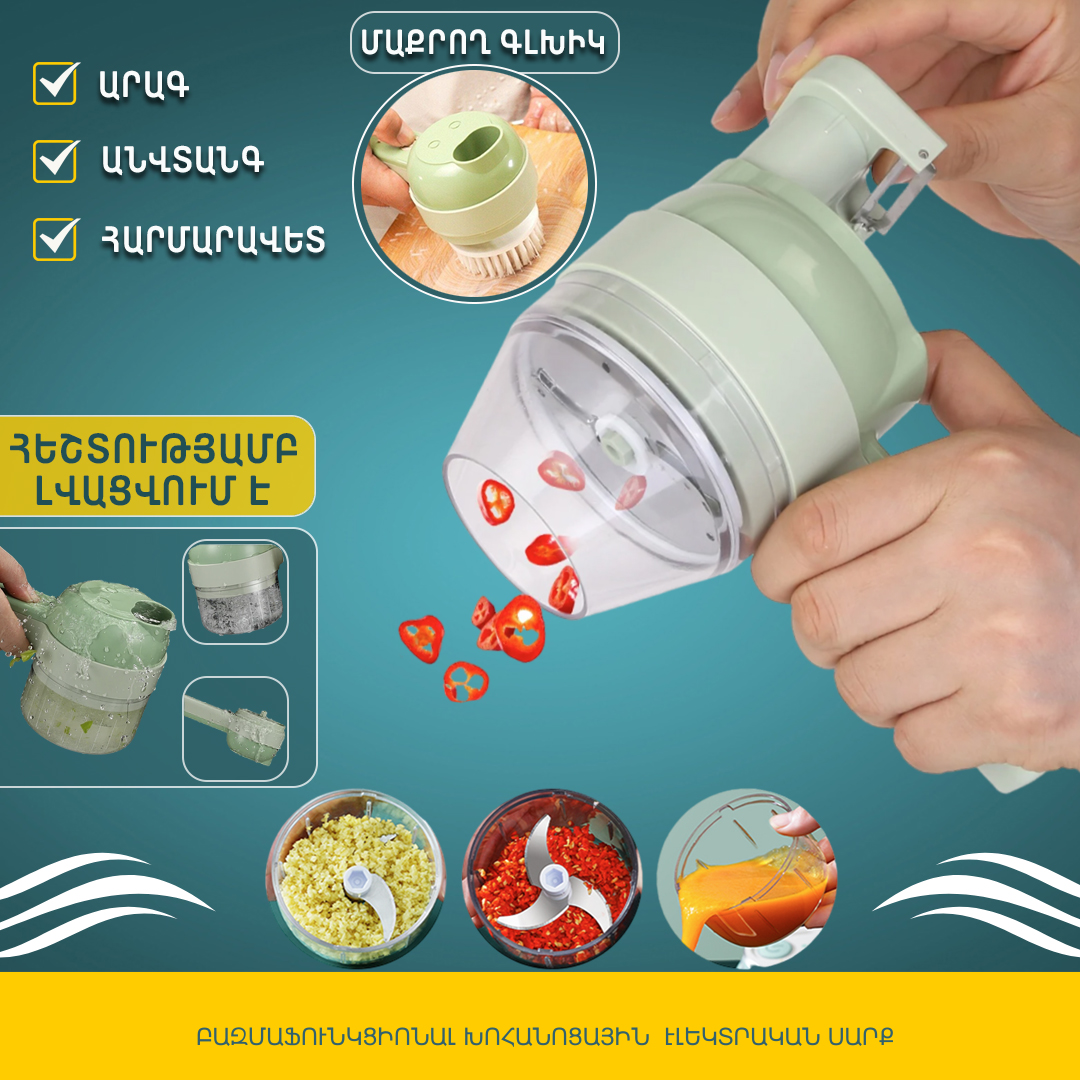 ՄԱՔՐՈՂ ԳԼԽԻԿ
ԱՐԱԳ
ԱՆՎՏԱՆԳ
ՀԱՐՄԱՐԱՎԵՏ
ՀԵՇՏՈՒԹՅԱՄԲ
ԼՎԱՑՎՈՒՄ Է
ԲԱԶՄԱՖՈՒՆԿՑԻՈՆԱԼ ԽՈՀԱՆՈՑԱՅԻՆ ԷԼԵԿՏՐԱԿԱՆ ՍԱՐՔ